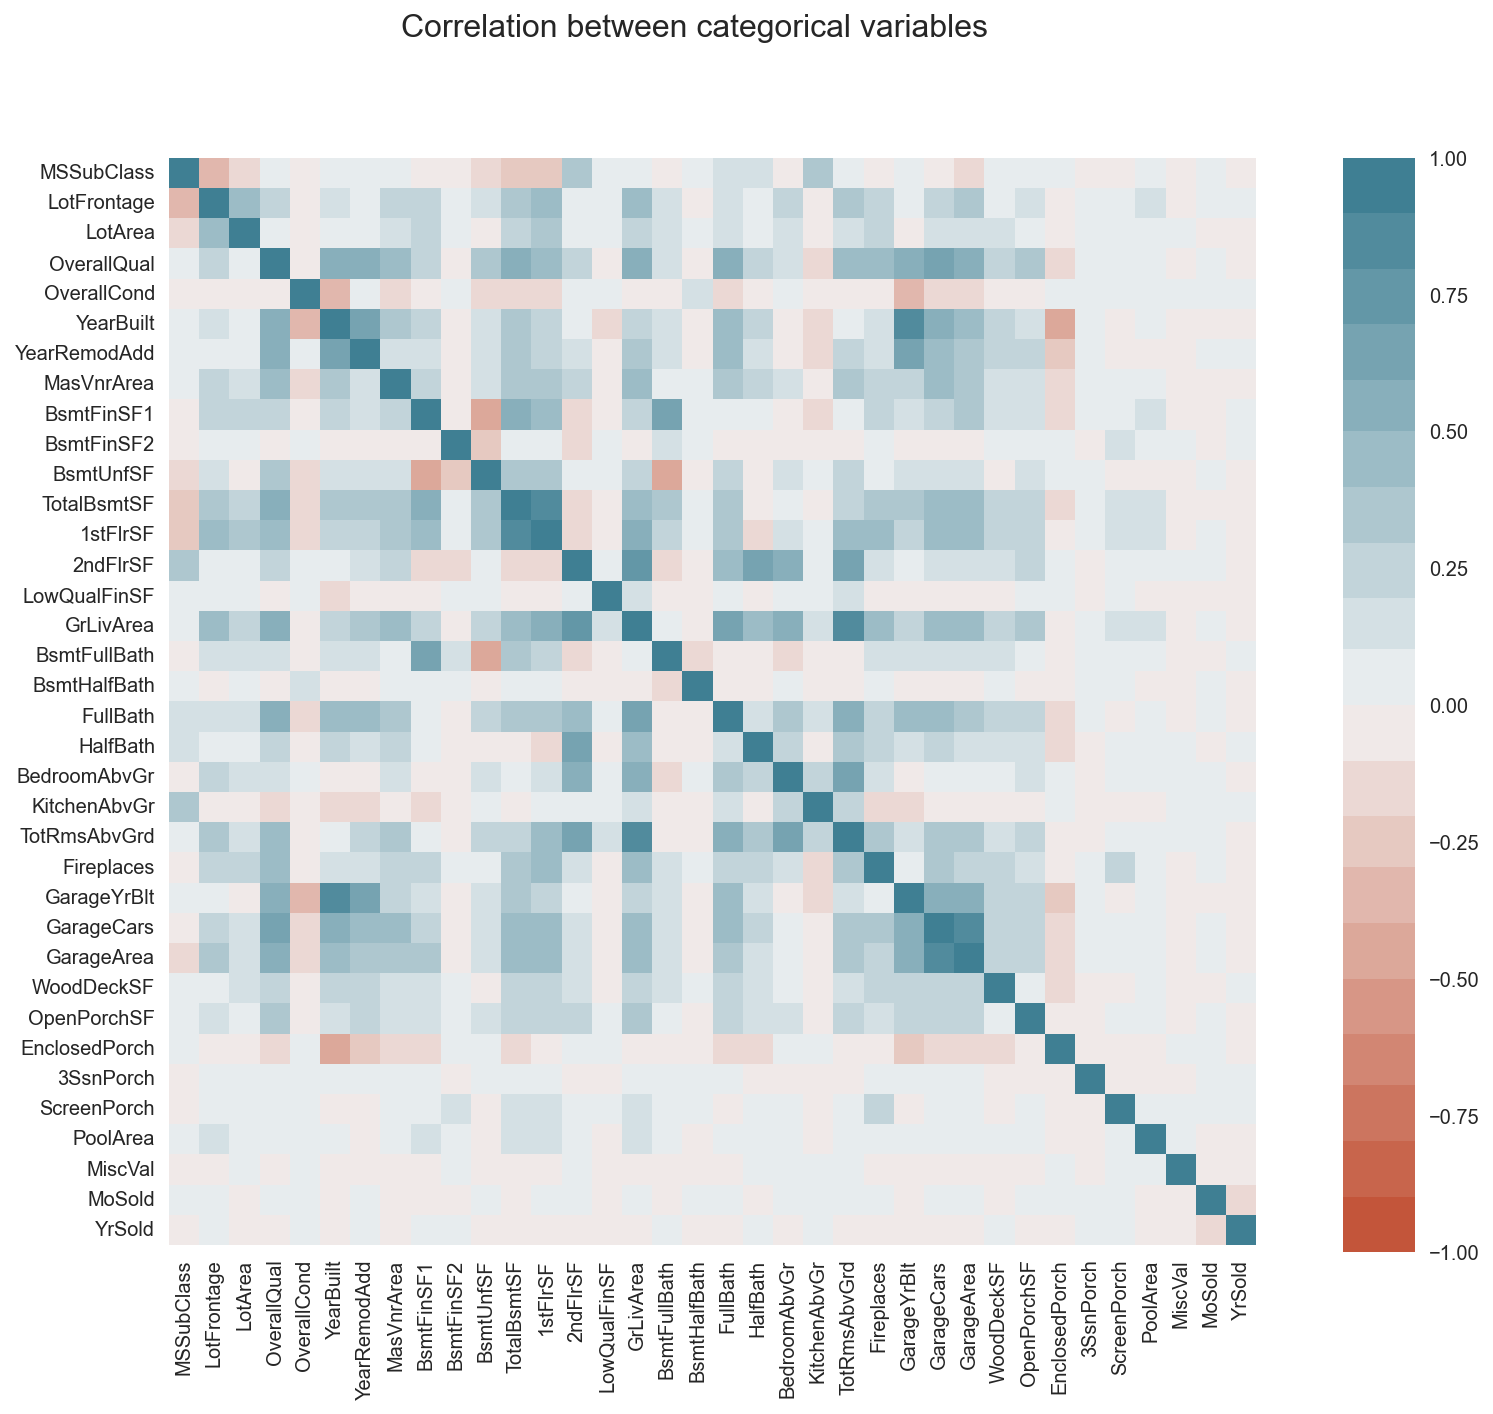 Correlation between categorical variables
MSSubClass
LotFrontage
LotArea
OverallQual
OverallCond
YearBuilt
YearRemodAdd
MasVnrArea
BsmtFinSF1
BsmtFinSF2
BsmtUnfSF
TotalBsmtSF
1stFlrSF
2ndFlrSF
LowQualFinSF
GrLivArea
BsmtFullBath
BsmtHalfBath
FullBath
HalfBath
BedroomAbvGr
KitchenAbvGr
TotRmsAbvGrd
Fireplaces
GarageYrBlt
GarageCars
GarageArea
WoodDeckSF
OpenPorchSF
EnclosedPorch
3SsnPorch
ScreenPorch
PoolArea
MiscVal
MoSold
YrSold
MSSubClass
LotFrontage
LotArea
OverallQual
OverallCond
YearBuilt
YearRemodAdd
MasVnrArea
BsmtFinSF1
BsmtFinSF2
BsmtUnfSF
TotalBsmtSF
1stFlrSF
2ndFlrSF
LowQualFinSF
GrLivArea
BsmtFullBath
BsmtHalfBath
FullBath
HalfBath
BedroomAbvGr
KitchenAbvGr
TotRmsAbvGrd
Fireplaces
GarageYrBlt
GarageCars
GarageArea
WoodDeckSF
OpenPorchSF
EnclosedPorch
3SsnPorch
ScreenPorch
PoolArea
MiscVal
MoSold
YrSold
1.00
0.75
0.50
0.25
0.00
−0.25
−0.50
−0.75
−1.00